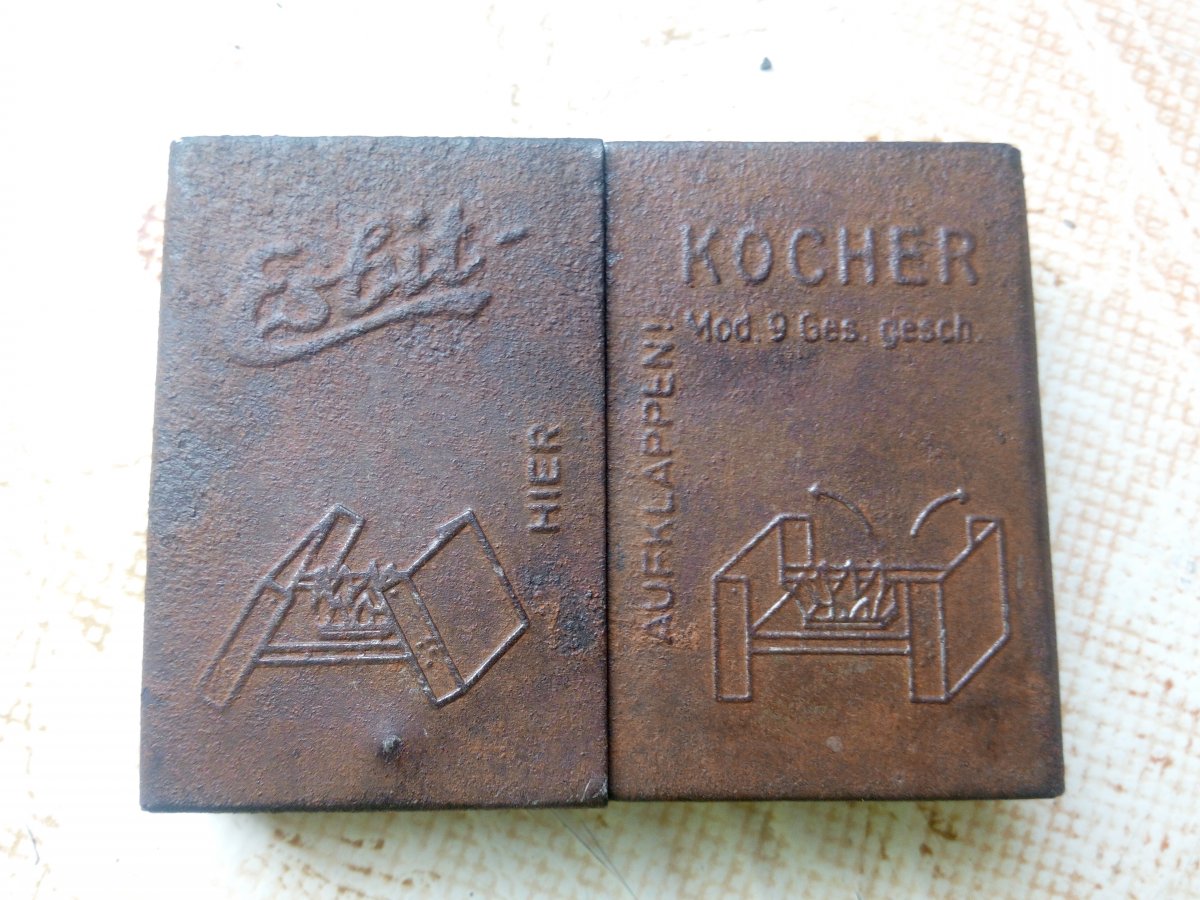 Esbit-
HIER
KOCHER
Mod. 9 Ges. gesch.
AUFKLAPPEN!